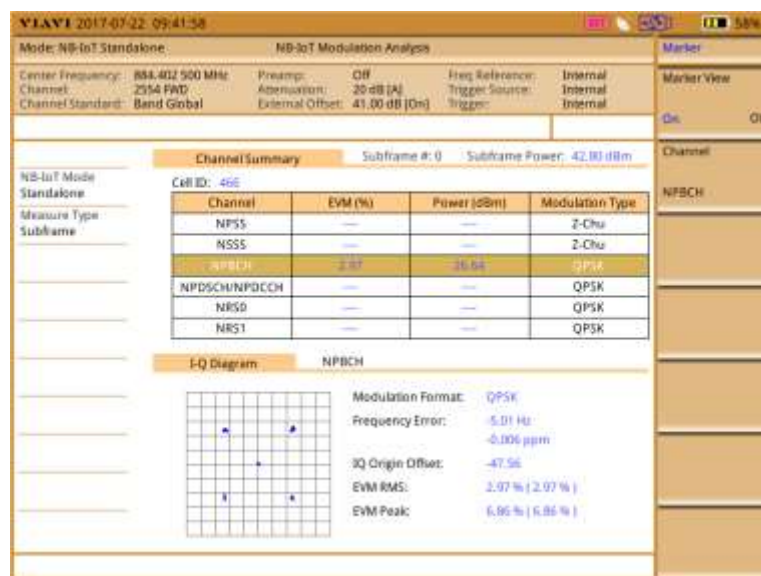 VIAVI 2017-07-22 09:41:58 58%
Mode: NB-IoT Standalone NB-IoT Modulation Analysis Marker
Center Frequency: 884.402 500 MHz Preamp: Off Freq Reference: Internal
Channel: 2554 FWD Attenuation: 20 dB [A] Trigger Source: Internal
Channel Standard: Band Global External Offset: 41.00 dB [On] Trigger: Internal
Marker View
On
Channel Summary Subframe #: 0 Subframe Power: 42.80 dBm
Channel
NPBCH
NB-IoT Mode
Standalone
Measure Type
Subframe
Cell ID: 466
Channel EVM (%) Power (dBm) Modulation Type
NPSS --- --- Z-Chu
NSSS --- --- Z-Chu
NPBCH 2.97 QPSK
NPDSCH/NPDCCH --- --- QPSK
NRS0 --- --- QPSK
NRS1 --- --- QPSK
I-Q Diagram NPBCH
Modulation Format: QPSK
Frequency Error: -5.01 Hz
-0.006 ppm
IQ Origin Offset: -47.56
EVM RMS: 2.97 % ( 2.97 % )
EVM Peak: 6.86 % ( 6.86 % )